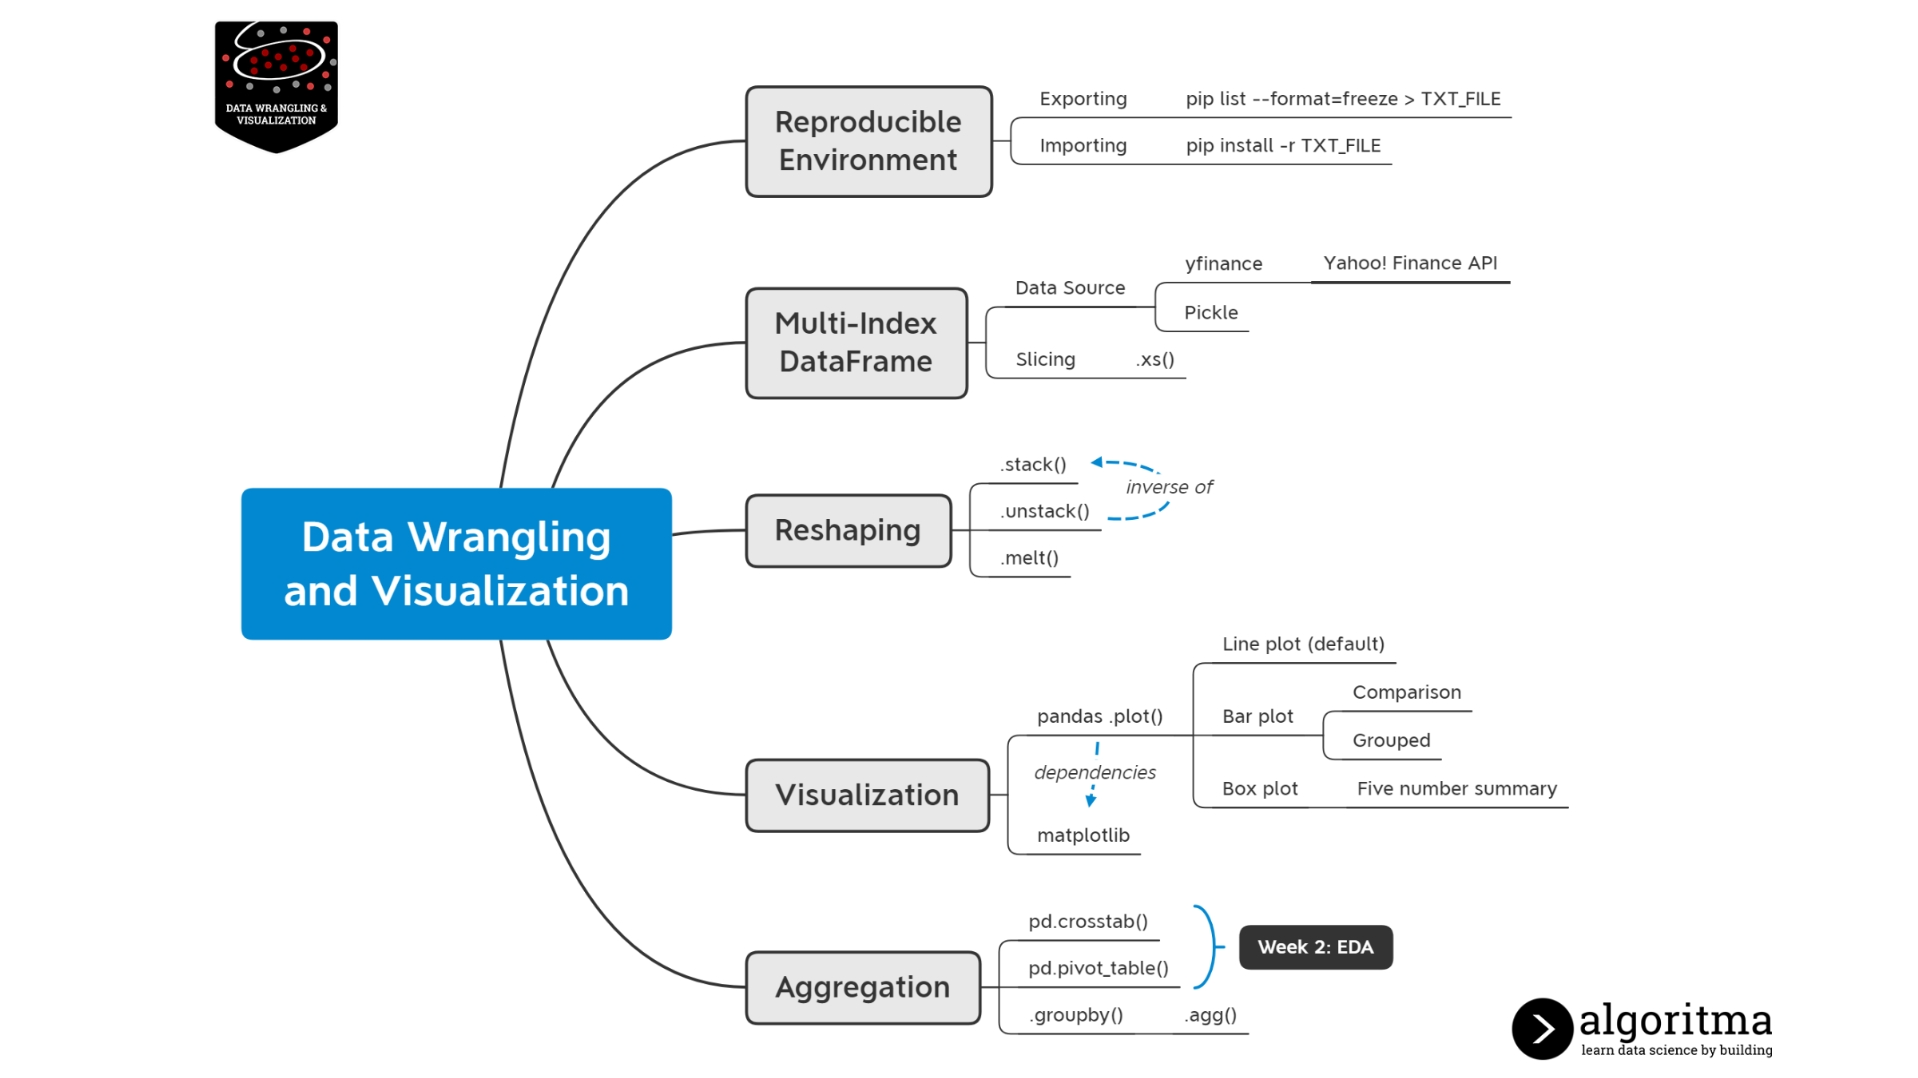 DATA WRANGLING &
VISUALIZATION
Reproducible
Environment
Exporting pip list --format=freeze > TXT_FILE
Importing pip install -r TXT_FILE
Multi-Index
DataFrame
Data Source
yfinance Yahoo! Finance API
Pickle
Slicing .xs()
Data Wrangling
and Visualization
Reshaping
.stack()
inverse of
.unstack()
.melt()
Visualization
pandas .plot()
dependencies
matplotlib
Line plot (default)
Bar plot
Comparison
Grouped
Box plot Five number summary
Aggregation
pd.crosstab()
pd.pivot_table()
Week 2: EDA
.groupby() .agg()
algoritma
learn data science by building